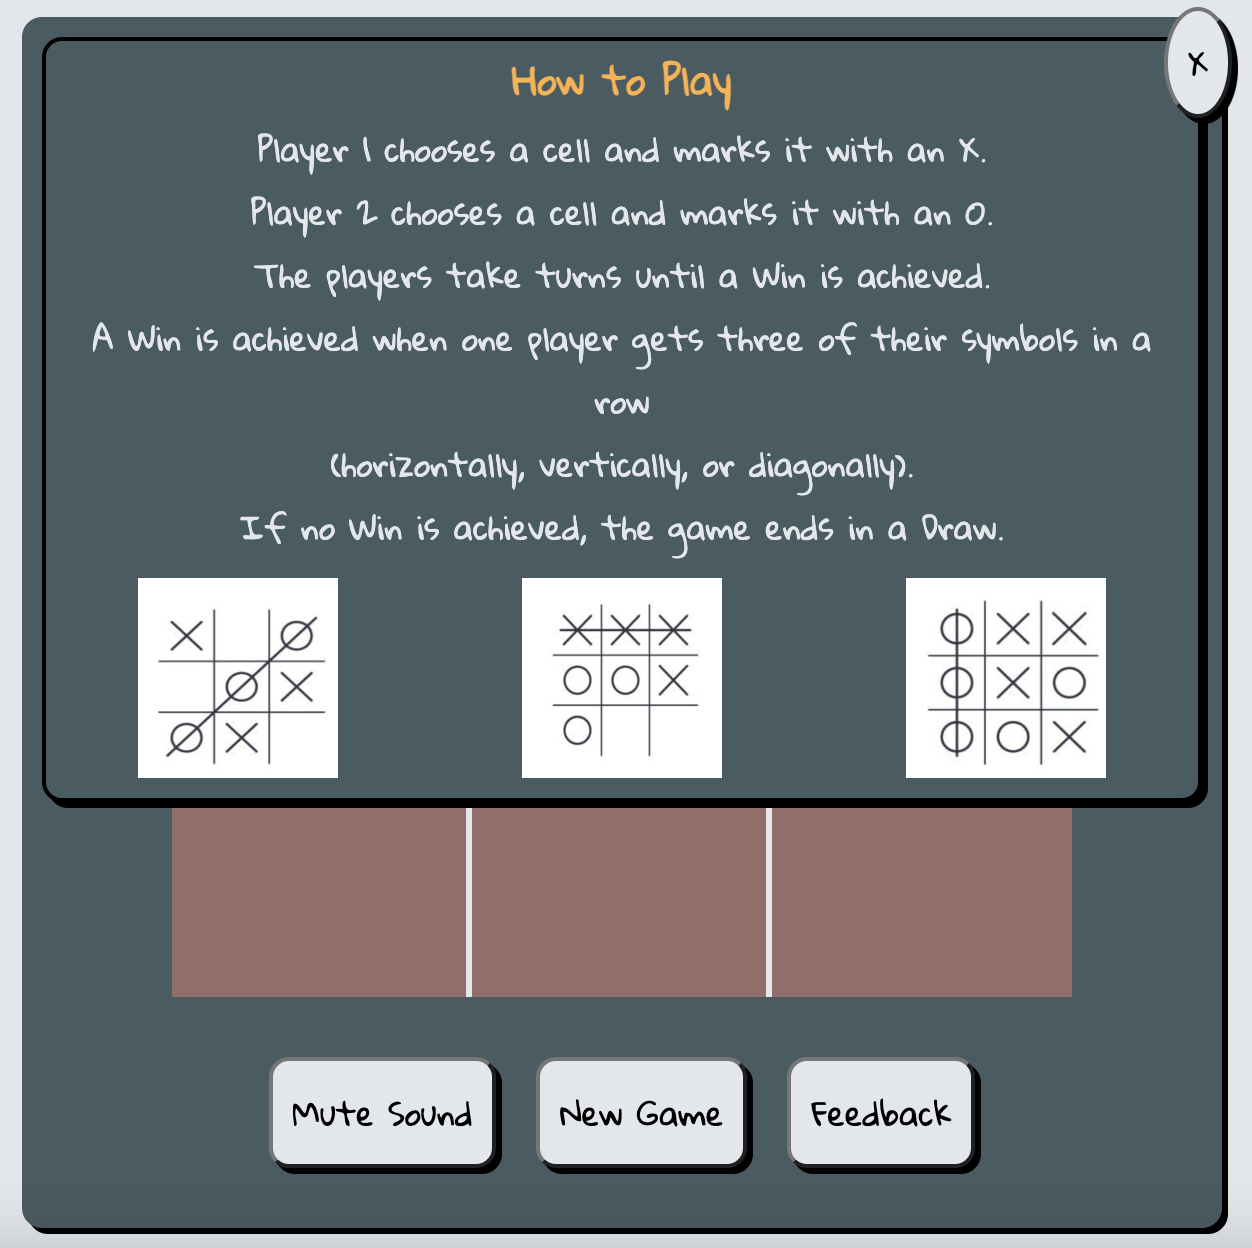 X
How to Play
Player 1 chooses a cell and marks it with an X.
Player 2 chooses a cell and marks it with an O.
The players take turns until a Win is achieved.
A Win is achieved when one player gets three of their symbols in a
row
(horizontally, vertically, or diagonally).
If no Win is achieved, the game ends in a Draw.
X O
O X
O X
X X X
O O X
O
O X X
O X O
O O X
Mute Sound
New Game
Feedback